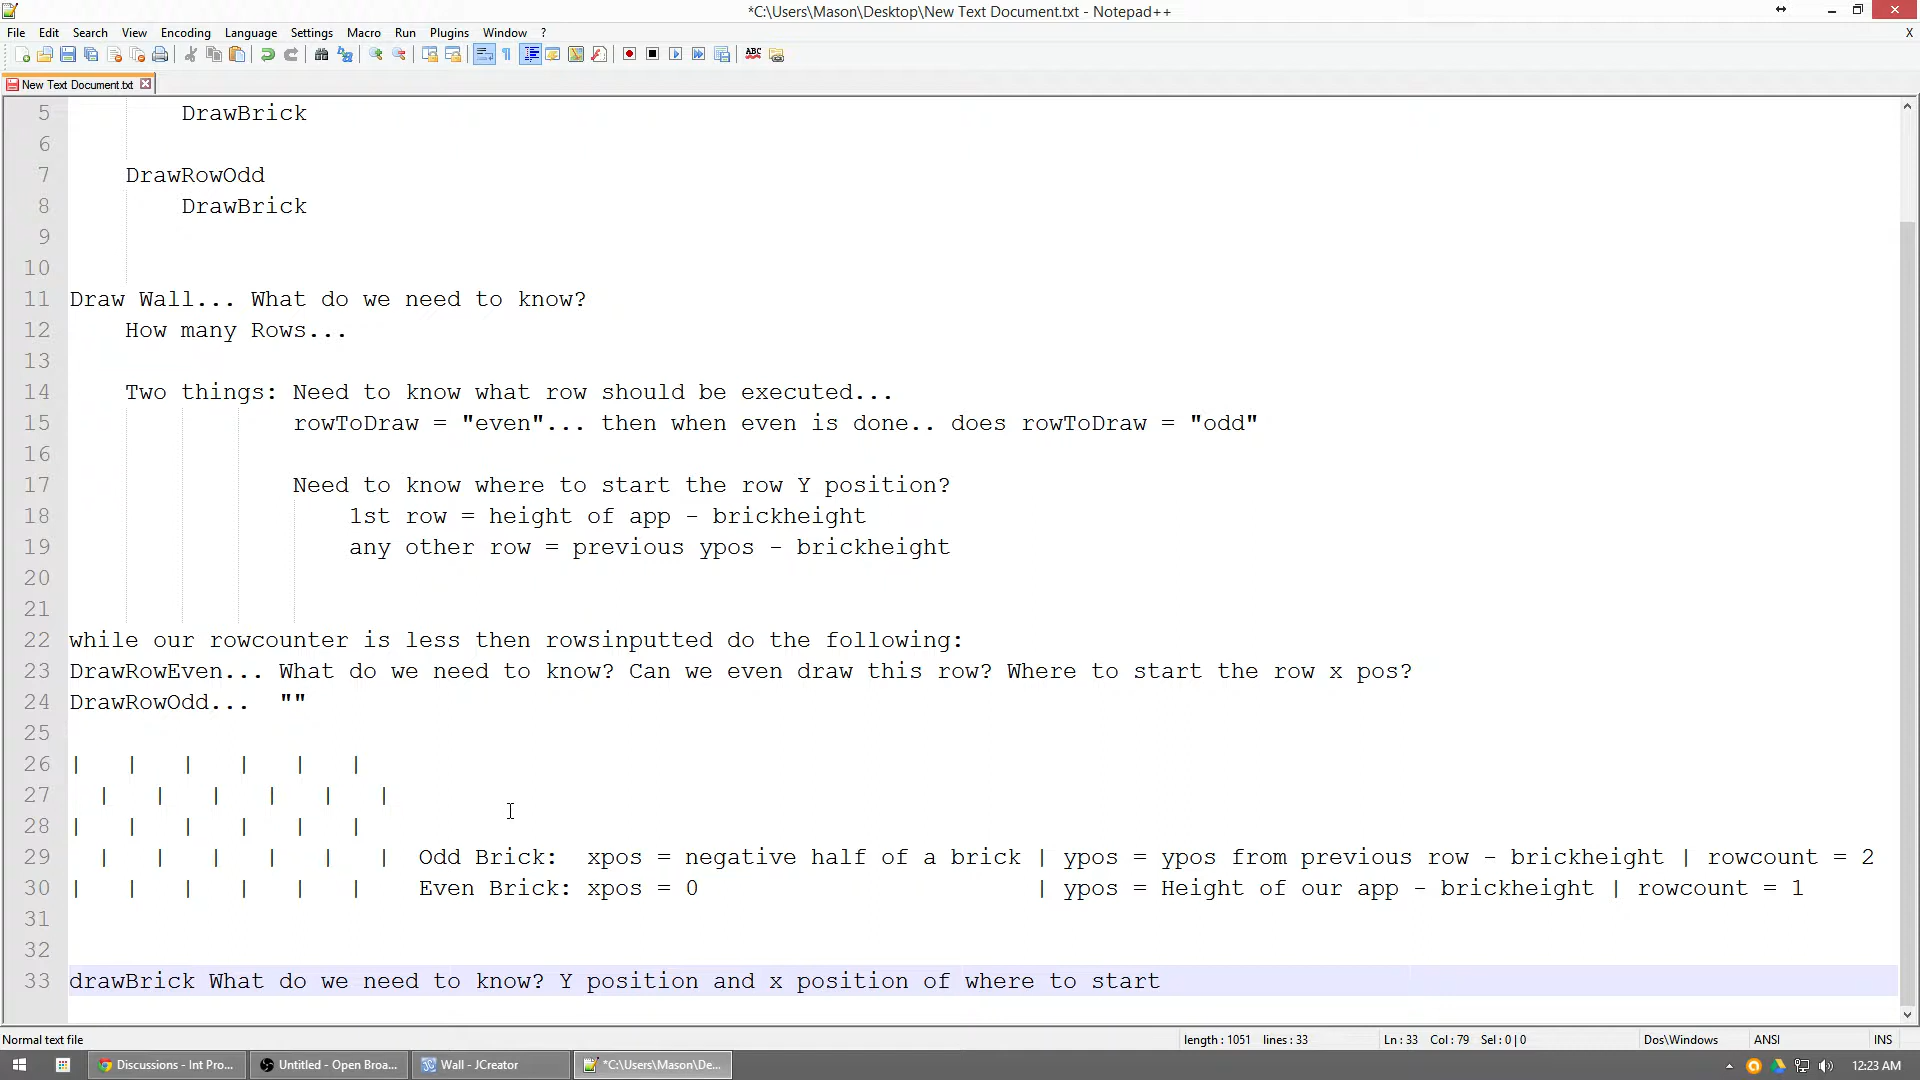 *C:\Users\Mason\Desktop\New Text Document.txt - Notepad++
File Edit Search View Encoding Language Settings Macro Run Plugins Window ? X
New Text Document.txt
5 DrawBrick
6
7 DrawRowOdd
8 DrawBrick
9
10
11 Draw Wall... What do we need to know?
12 How many Rows...
13
14 Two things: Need to know what row should be executed...
15 rowToDraw = "even"... then when even is done.. does rowToDraw = "odd"
16
17 Need to know where to start the row Y position?
18 1st row = height of app - brickheight
19 any other row = previous ypos - brickheight
20
21
22 while our rowcounter is less then rowsinputted do the following:
23 DrawRowEven... What do we need to know? Can we even draw this row? Where to start the row x pos?
24 DrawRowOdd... ""
25
26 | | | | | |
27 | | | | | |
28 | | | | | |
29 | | | | | | Odd Brick: xpos = negative half of a brick | ypos = ypos from previous row - brickheight | rowcount = 2
30 | | | | | | Even Brick: xpos = 0 | ypos = Height of our app - brickheight | rowcount = 1
31
32
33 drawBrick What do we need to know? Y position and x position of where to start
Normal text file length : 1051 lines : 33 Ln : 33 Col : 79 Sel : 0 | 0 Dos\Windows ANSI INS
Discussions - Int Pro... Untitled - Open Broa... Wall - JCreator *C:\Users\Mason\De... 12:23 AM